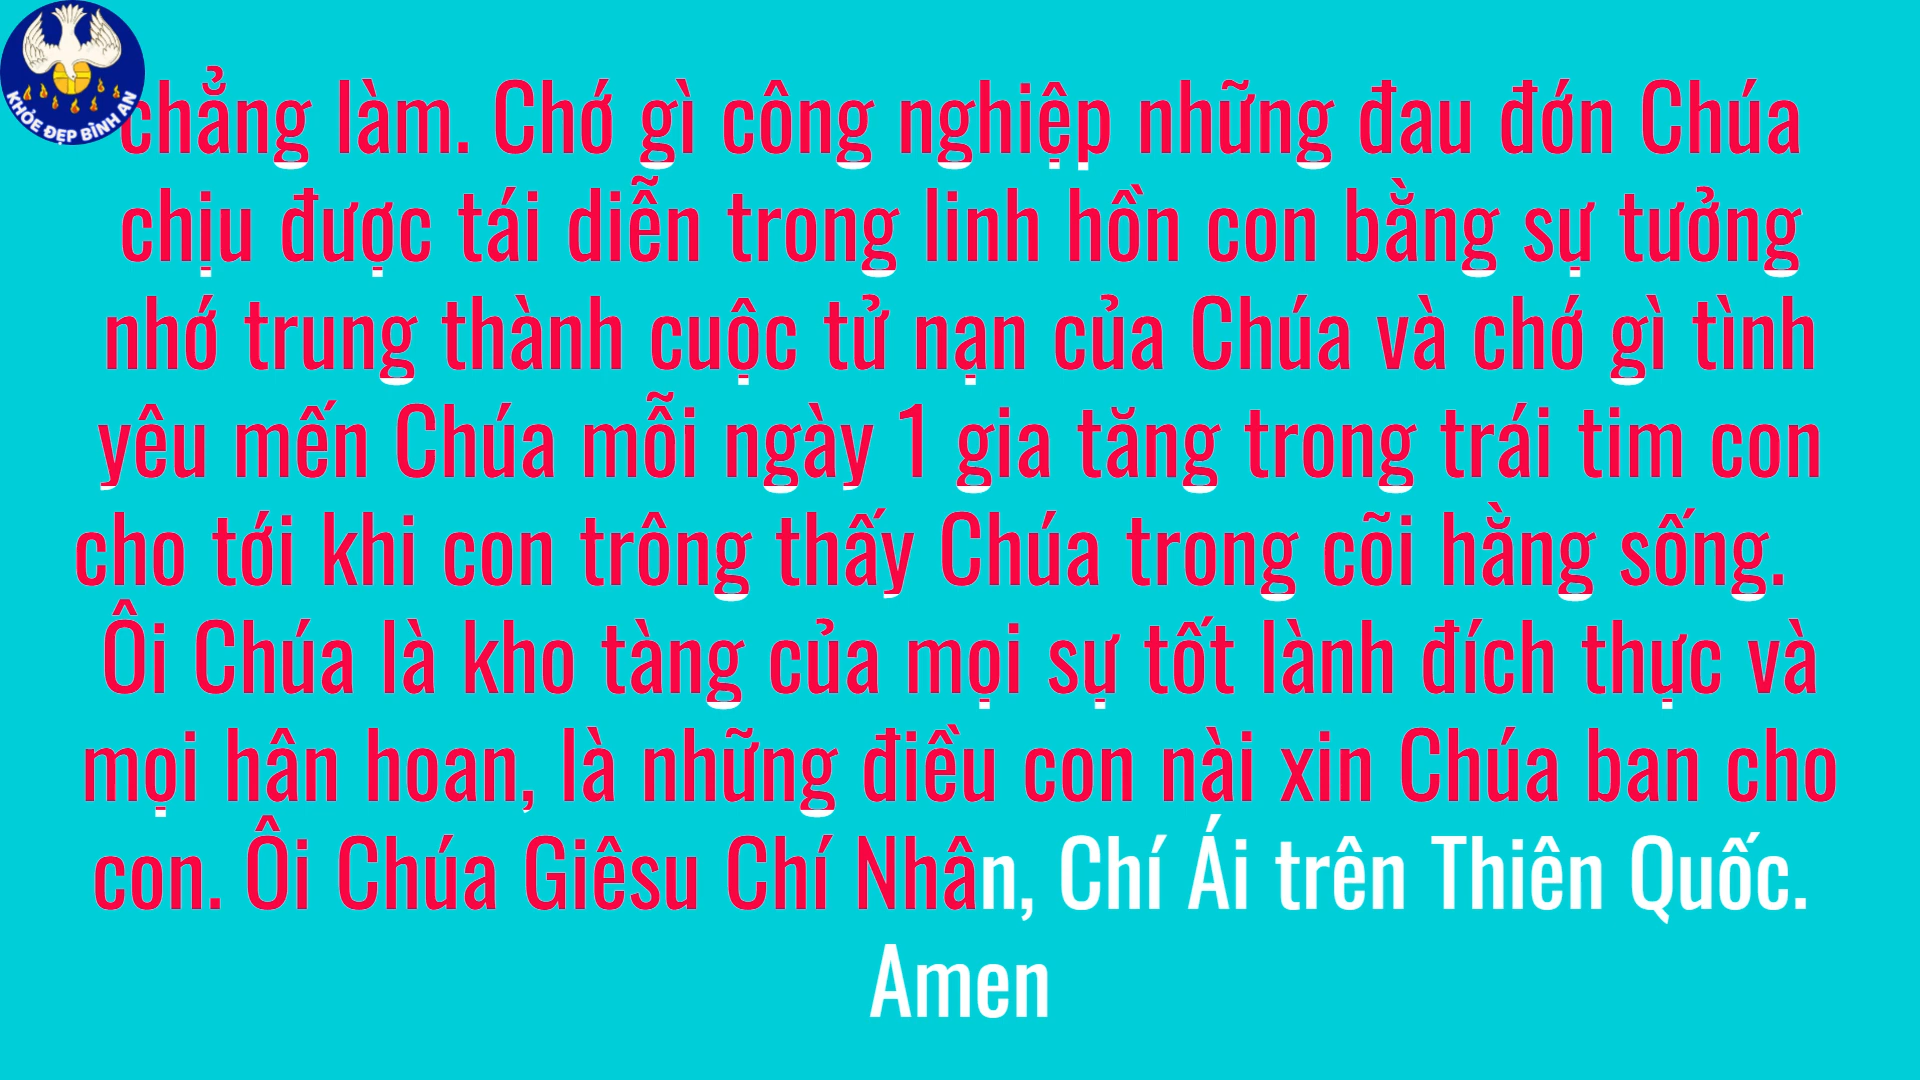 KHỎE ĐẸP BÌNH AN
chẳng làm. Chớ gì công nghiệp những đau đớn Chúa
chịu được tái diễn trong linh hồn con bằng sự tưởng
nhớ trung thành cuộc tử nạn của Chúa và chớ gì tình
yêu mến Chúa mỗi ngày 1 gia tăng trong trái tim con
cho tới khi con trông thấy Chúa trong cõi hằng sống.
Ôi Chúa là kho tàng của mọi sự tốt lành đích thực và
mọi hân hoan, là những điều con nài xin Chúa ban cho
con. Ôi Chúa Giêsu Chí Nhân, Chí Ái trên Thiên Quốc.
Amen